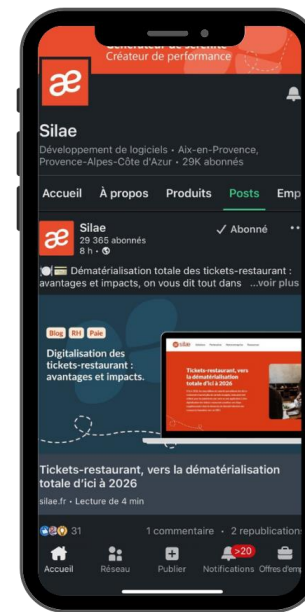 Générateur de sérénité
Créateur de performance
æ
Silae
Développement de logiciels • Aix-en-Provence,
Provence-Alpes-Côte d'Azur • 29K abonnés
Accueil À propos Produits Posts Emp
æ
Silae
29 365 abonnés
8 h •
✓ Abonné
🍽️💳 Dématérialisation totale des tickets-restaurant :
avantages et impacts, on vous dit tout dans ...voir plus
Blog RH Paie
Digitalisation des
tickets-restaurant :
avantages et impacts.
silae
Tickets-restaurant, vers
la dématérialisation
totale d'ici à 2026
Tickets-restaurant, vers la dématérialisation
totale d'ici à 2026
silae.fr • Lecture de 4 min
31
1 commentaire • 2 republication
>20
Accueil Réseau Publier Notifications Offres d'emp